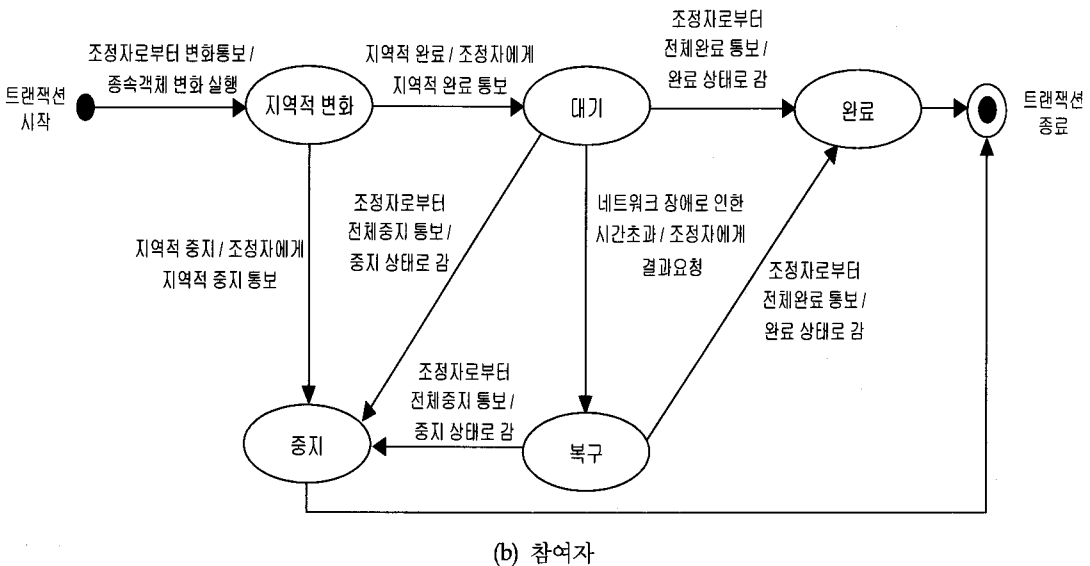 트랜잭션
시작
조정자로부터 변화통보 /
종속객체 변화 실행
지역적 변화
지역적 완료 / 조정자에게
지역적 완료 통보
대기
조정자로부터
전체완료 통보 /
완료 상태로 감
완료
트랜잭션
종료
지역적 중지 / 조정자에게
지역적 중지 통보
조정자로부터
전체중지 통보 /
중지 상태로 감
네트워크 장애로 인한
시간초과 / 조정자에게
결과요청
조정자로부터
전체완료 통보 /
완료 상태로 감
조정자로부터
전체중지 통보 /
중지 상태로 감
중지
복구
(b) 참여자